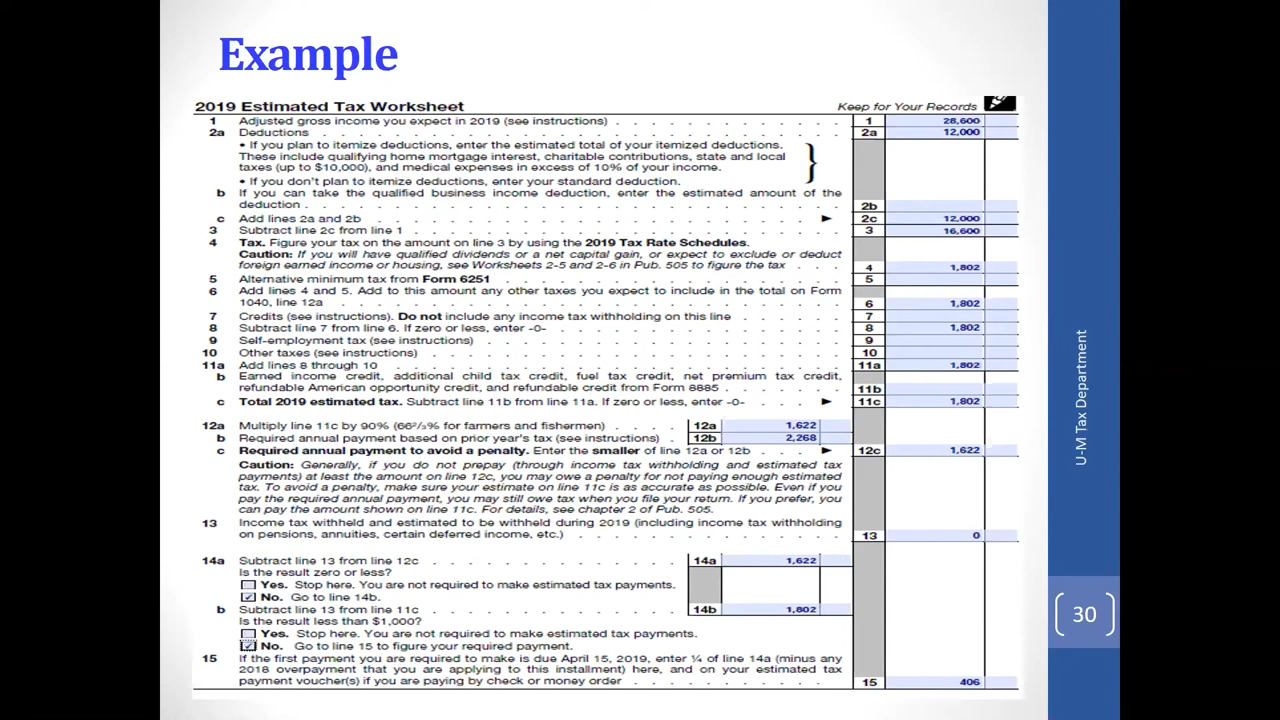 Example
2019 Estimated Tax Worksheet Keep for Your Records
1 Adjusted gross income you expect in 2019 (see instructions) . . . . . . . . . . . . 1 28,600
2a Deductions . . . . . . . . . . . . . . . . . . . . . . . . 2a 12,000
• If you plan to itemize deductions, enter the estimated total of your itemized deductions.
These include qualifying home mortgage interest, charitable contributions, state and local
taxes (up to $10,000), and medical expenses in excess of 10% of your income.
• If you don't plan to itemize deductions, enter your standard deduction.
b If you can take the qualified business income deduction, enter the estimated amount of the
deduction . . . . . . . . . . . . . . . . . . . . . . . . 2b
c Add lines 2a and 2b . . . . . . . . . . . . . . . . . . . . ► 2c 12,000
3 Subtract line 2c from line 1 . . . . . . . . . . . . . . . . . . . . 3 16,600
4 Tax. Figure your tax on the amount on line 3 by using the 2019 Tax Rate Schedules.
Caution: If you will have qualified dividends or a net capital gain, or expect to exclude or deduct
foreign earned income or housing, see Worksheets 2-5 and 2-6 in Pub. 505 to figure the tax . . . 4 1,802
5 Alternative minimum tax from Form 6251 . . . . . . . . . . . . . . . . 5
6 Add lines 4 and 5. Add to this amount any other taxes you expect to include in the total on Form
1040, line 12a . . . . . . . . . . . . . . . . . . . . . . 6 1,802
7 Credits (see instructions). Do not include any income tax withholding on this line . . . . . . 7
8 Subtract line 7 from line 6. If zero or less, enter -0- . . . . . . . . . . . . . . 8 1,802
9 Self-employment tax (see instructions) . . . . . . . . . . . . . . . . . 9
10 Other taxes (see instructions) . . . . . . . . . . . . . . . . . . . 10
11a Add lines 8 through 10 . . . . . . . . . . . . . . . . . . . . . 11a 1,802
b Earned income credit, additional child tax credit, fuel tax credit, net premium tax credit,
refundable American opportunity credit, and refundable credit from Form 8885 . . . . . . 11b
c Total 2019 estimated tax. Subtract line 11b from line 11a. If zero or less, enter -0- . . . ► 11c 1,802
12a Multiply line 11c by 90% (66²/₃% for farmers and fishermen) . . . . 12a 1,622
b Required annual payment based on prior year's tax (see instructions) . 12b 2,268
c Required annual payment to avoid a penalty. Enter the smaller of line 12a or 12b . . . ► 12c 1,622
Caution: Generally, if you do not prepay (through income tax withholding and estimated tax
payments) at least the amount on line 12c, you may owe a penalty for not paying enough estimated
tax. To avoid a penalty, make sure your estimate on line 11c is as accurate as possible. Even if you
pay the required annual payment, you may still owe tax when you file your return. If you prefer, you
can pay the amount shown on line 11c. For details, see chapter 2 of Pub. 505.
13 Income tax withheld and estimated to be withheld during 2019 (including income tax withholding
on pensions, annuities, certain deferred income, etc.) . . . . . . . . . . . . . 13 0
14a Subtract line 13 from line 12c . . . . . . . . . . . . . 14a 1,622
Is the result zero or less?
Yes. Stop here. You are not required to make estimated tax payments.
No. Go to line 14b.
b Subtract line 13 from line 11c . . . . . . . . . . . . . 14b 1,802
Is the result less than $1,000?
Yes. Stop here. You are not required to make estimated tax payments.
No. Go to line 15 to figure your required payment.
15 If the first payment you are required to make is due April 15, 2019, enter ¼ of line 14a (minus any
2018 overpayment that you are applying to this installment) here, and on your estimated tax
payment voucher(s) if you are paying by check or money order . . . . . . . . . . 15 406
U-M Tax Department
30